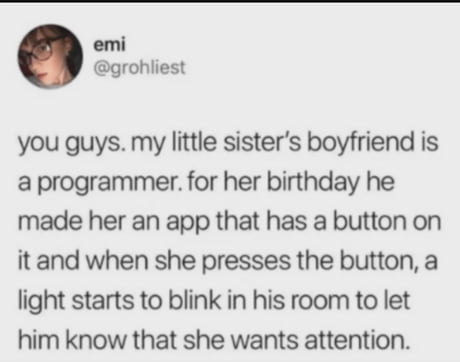 emi
@grohliest
you guys. my little sister's boyfriend is
a programmer. for her birthday he
made her an app that has a button on
it and when she presses the button, a
light starts to blink in his room to let
him know that she wants attention.